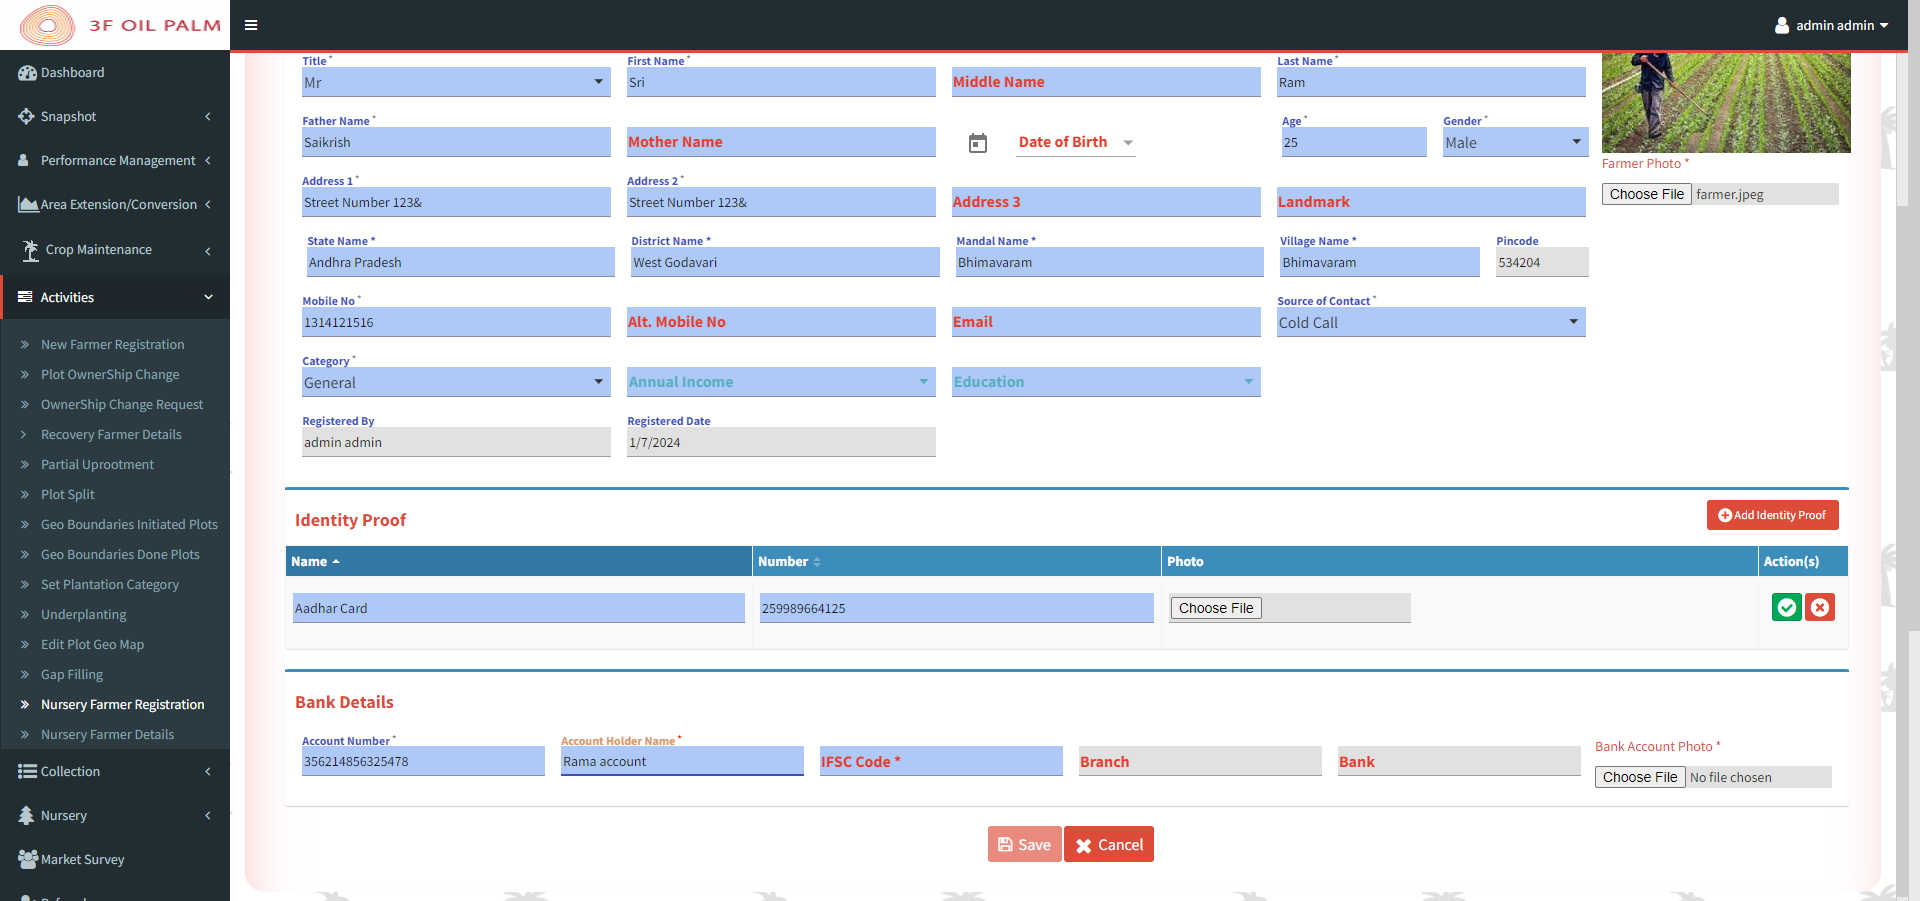 3F OIL PALM
admin admin
Dashboard
Snapshot
Performance Management
Area Extension/Conversion
Crop Maintenance
Activities
New Farmer Registration
Plot OwnerShip Change
OwnerShip Change Request
Recovery Farmer Details
Partial Uprootment
Plot Split
Geo Boundaries Initiated Plots
Geo Boundaries Done Plots
Set Plantation Category
Underplanting
Edit Plot Geo Map
Gap Filling
Nursery Farmer Registration
Nursery Farmer Details
Collection
Nursery
Market Survey
Title * First Name * Last Name *
Mr Sri Middle Name Ram
Father Name * Age * Gender *
Saikrish Mother Name Date of Birth 25 Male
Farmer Photo *
Choose File farmer.jpeg
Address 1 * Address 2 *
Street Number 123& Street Number 123& Address 3 Landmark
State Name * District Name * Mandal Name * Village Name * Pincode
Andhra Pradesh West Godavari Bhimavaram Bhimavaram 534204
Mobile No * Source of Contact *
1314121516 Alt. Mobile No Email Cold Call
Category *
General Annual Income Education
Registered By Registered Date
admin admin 1/7/2024
Identity Proof Add Identity Proof
Name Number Photo Action(s)
Aadhar Card 259989664125 Choose File
Bank Details
Account Number * Account Holder Name * Bank Account Photo *
356214856325478 Rama account IFSC Code * Branch Bank Choose File No file chosen
Save Cancel